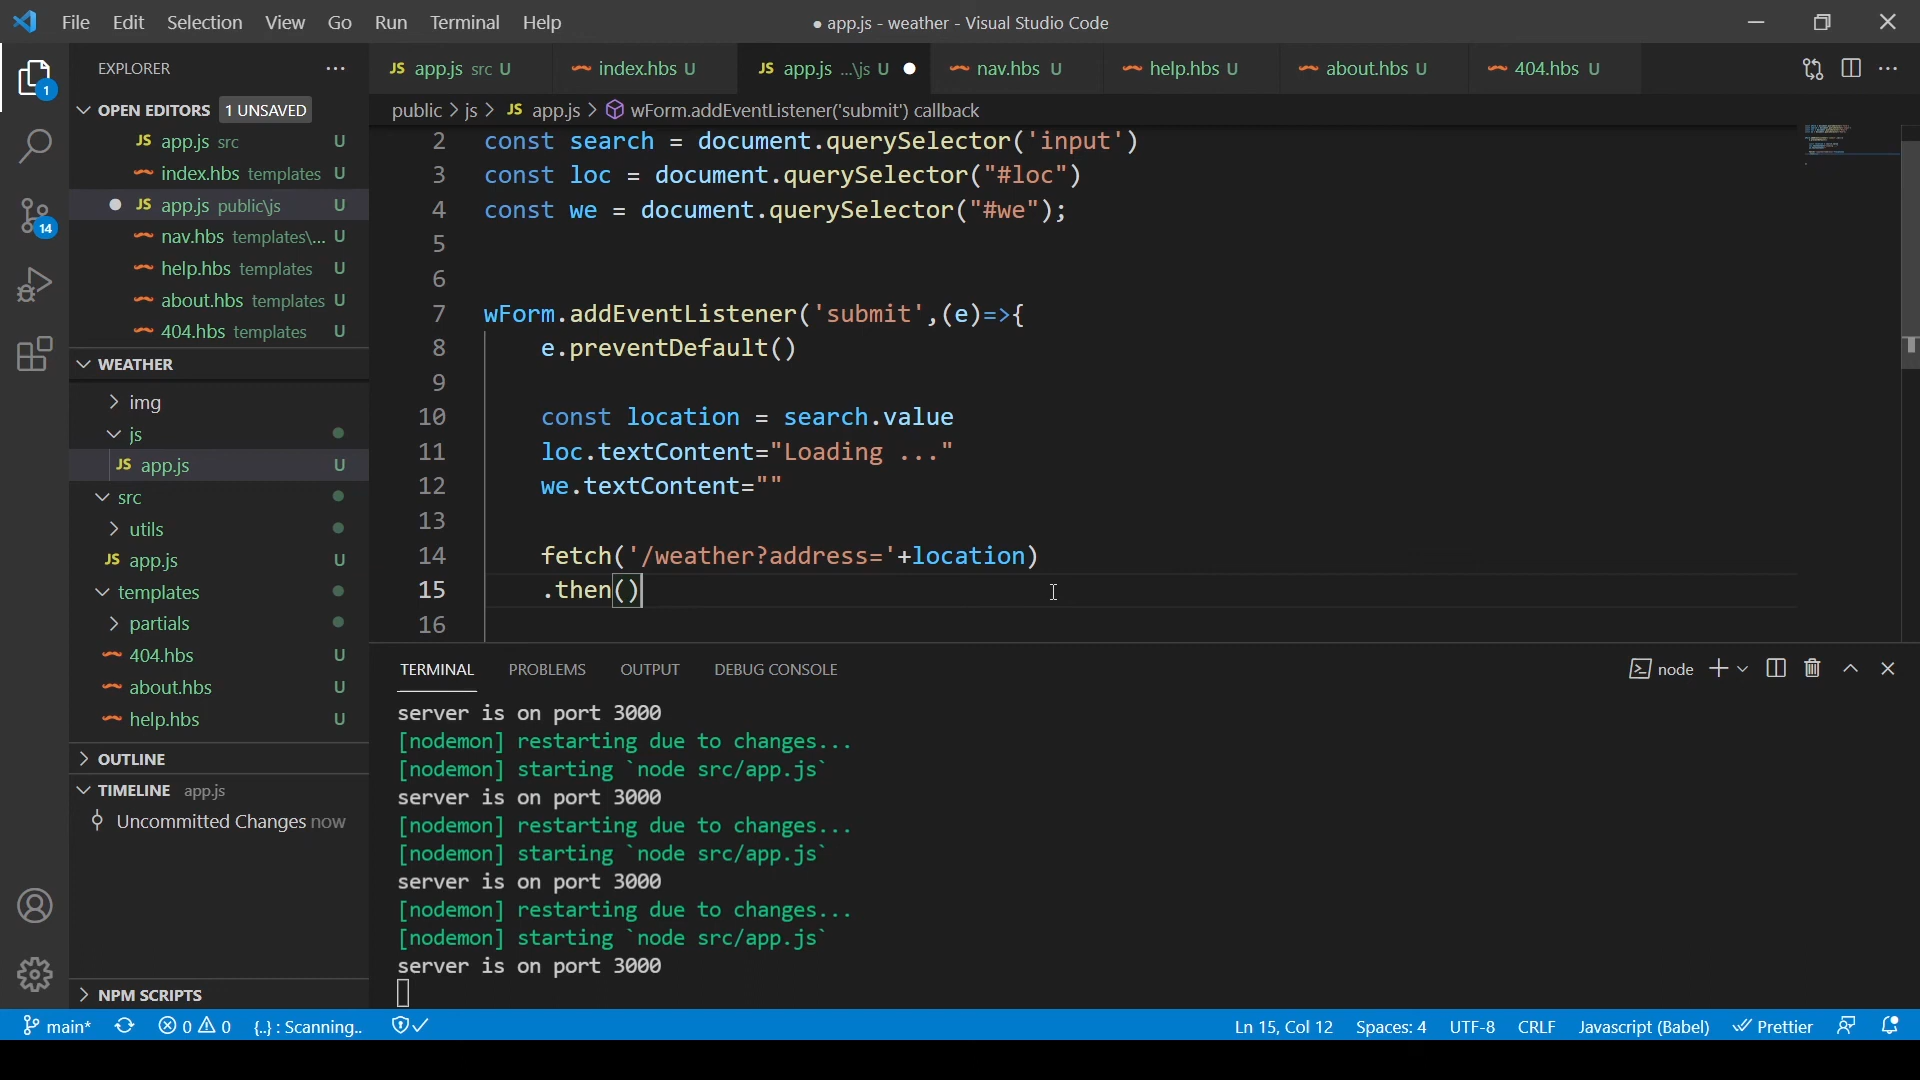 File Edit Selection View Go Run Terminal Help
● app.js - weather - Visual Studio Code
EXPLORER
1
OPEN EDITORS 1 UNSAVED
JS app.js src U
index.hbs templates U
JS app.js public\js U
nav.hbs templates\... U
help.hbs templates U
about.hbs templates U
404.hbs templates U
14
WEATHER
img
js
JS app.js U
src
utils
JS app.js U
templates
partials
404.hbs U
about.hbs U
help.hbs U
OUTLINE
TIMELINE app.js
Uncommitted Changes now
NPM SCRIPTS
JS app.js src U
index.hbs U
JS app.js ...\js U
nav.hbs U
help.hbs U
about.hbs U
404.hbs U
public > js > JS app.js > wForm.addEventListener('submit') callback
2 const search = document.querySelector('input')
3 const loc = document.querySelector("#loc")
4 const we = document.querySelector("#we");
5
6
7 wForm.addEventListener('submit',(e)=>{
8 e.preventDefault()
9
10 const location = search.value
11 loc.textContent="Loading ..."
12 we.textContent=""
13
14 fetch('/weather?address='+location)
15 .then()
16
TERMINAL PROBLEMS OUTPUT DEBUG CONSOLE
node
server is on port 3000
[nodemon] restarting due to changes...
[nodemon] starting `node src/app.js`
server is on port 3000
[nodemon] restarting due to changes...
[nodemon] starting `node src/app.js`
server is on port 3000
[nodemon] restarting due to changes...
[nodemon] starting `node src/app.js`
server is on port 3000
main* 0 0 {..} : Scanning.. Ln 15, Col 12 Spaces: 4 UTF-8 CRLF Javascript (Babel) Prettier